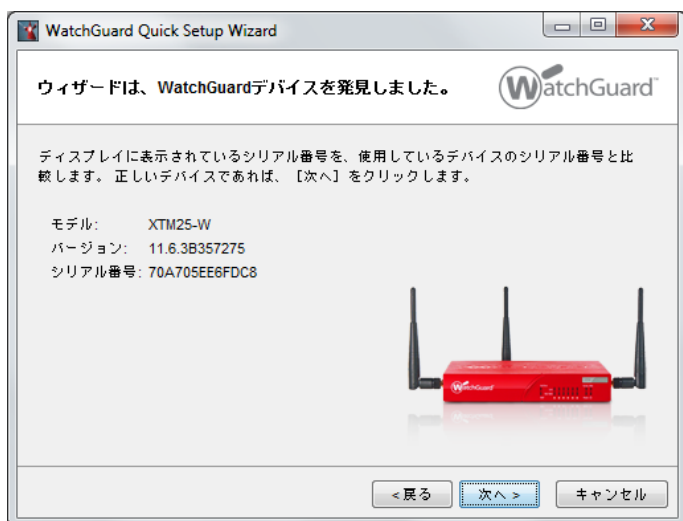 WatchGuard Quick Setup Wizard
ウィザードは、WatchGuardデバイスを発見しました。
WatchGuard
ディスプレイに表示されているシリアル番号を、使用しているデバイスのシリアル番号と比
較します。 正しいデバイスであれば、［次へ］をクリックします。
モデル: XTM25-W
バージョン: 11.6.3B357275
シリアル番号: 70A705EE6FDC8
WatchGuard
<戻る 次へ > キャンセル